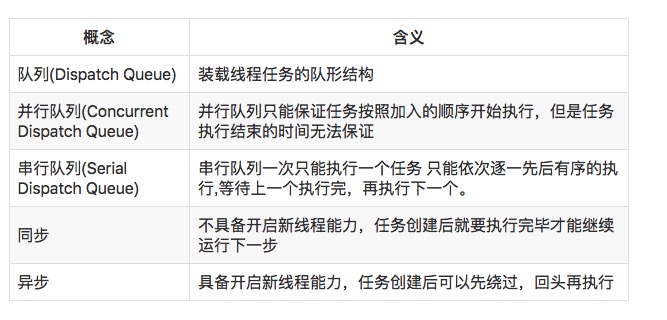 概念 含义
队列(Dispatch Queue) 装载线程任务的队形结构
并行队列(Concurrent
Dispatch Queue)
并行队列只能保证任务按照加入的顺序开始执行，但是任务
执行结束的时间无法保证
串行队列(Serial
Dispatch Queue)
串行队列一次只能执行一个任务 只能依次逐一先后有序的执
行,等待上一个执行完，再执行下一个。
同步
不具备开启新线程能力，任务创建后就要执行完毕才能继续
运行下一步
异步 具备开启新线程能力，任务创建后可以先绕过，回头再执行